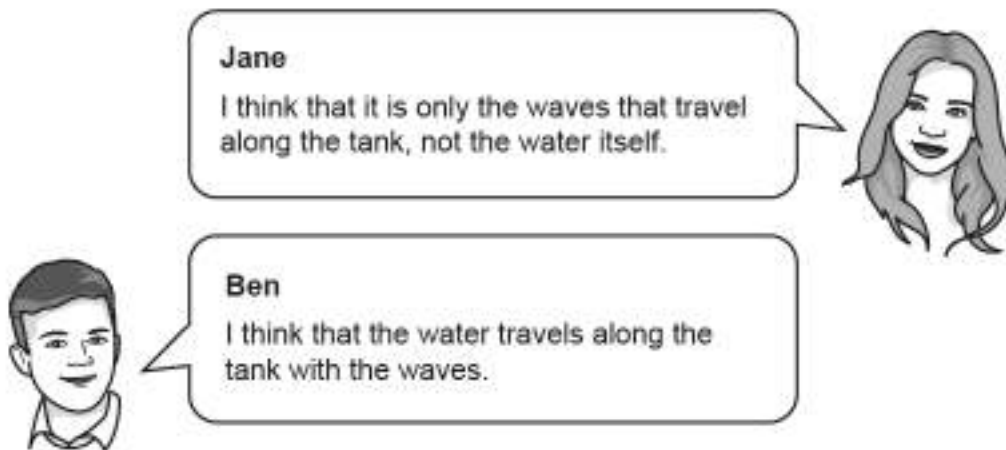 Jane
I think that it is only the waves that travel
along the tank, not the water itself.
Ben
I think that the water travels along the
tank with the waves.